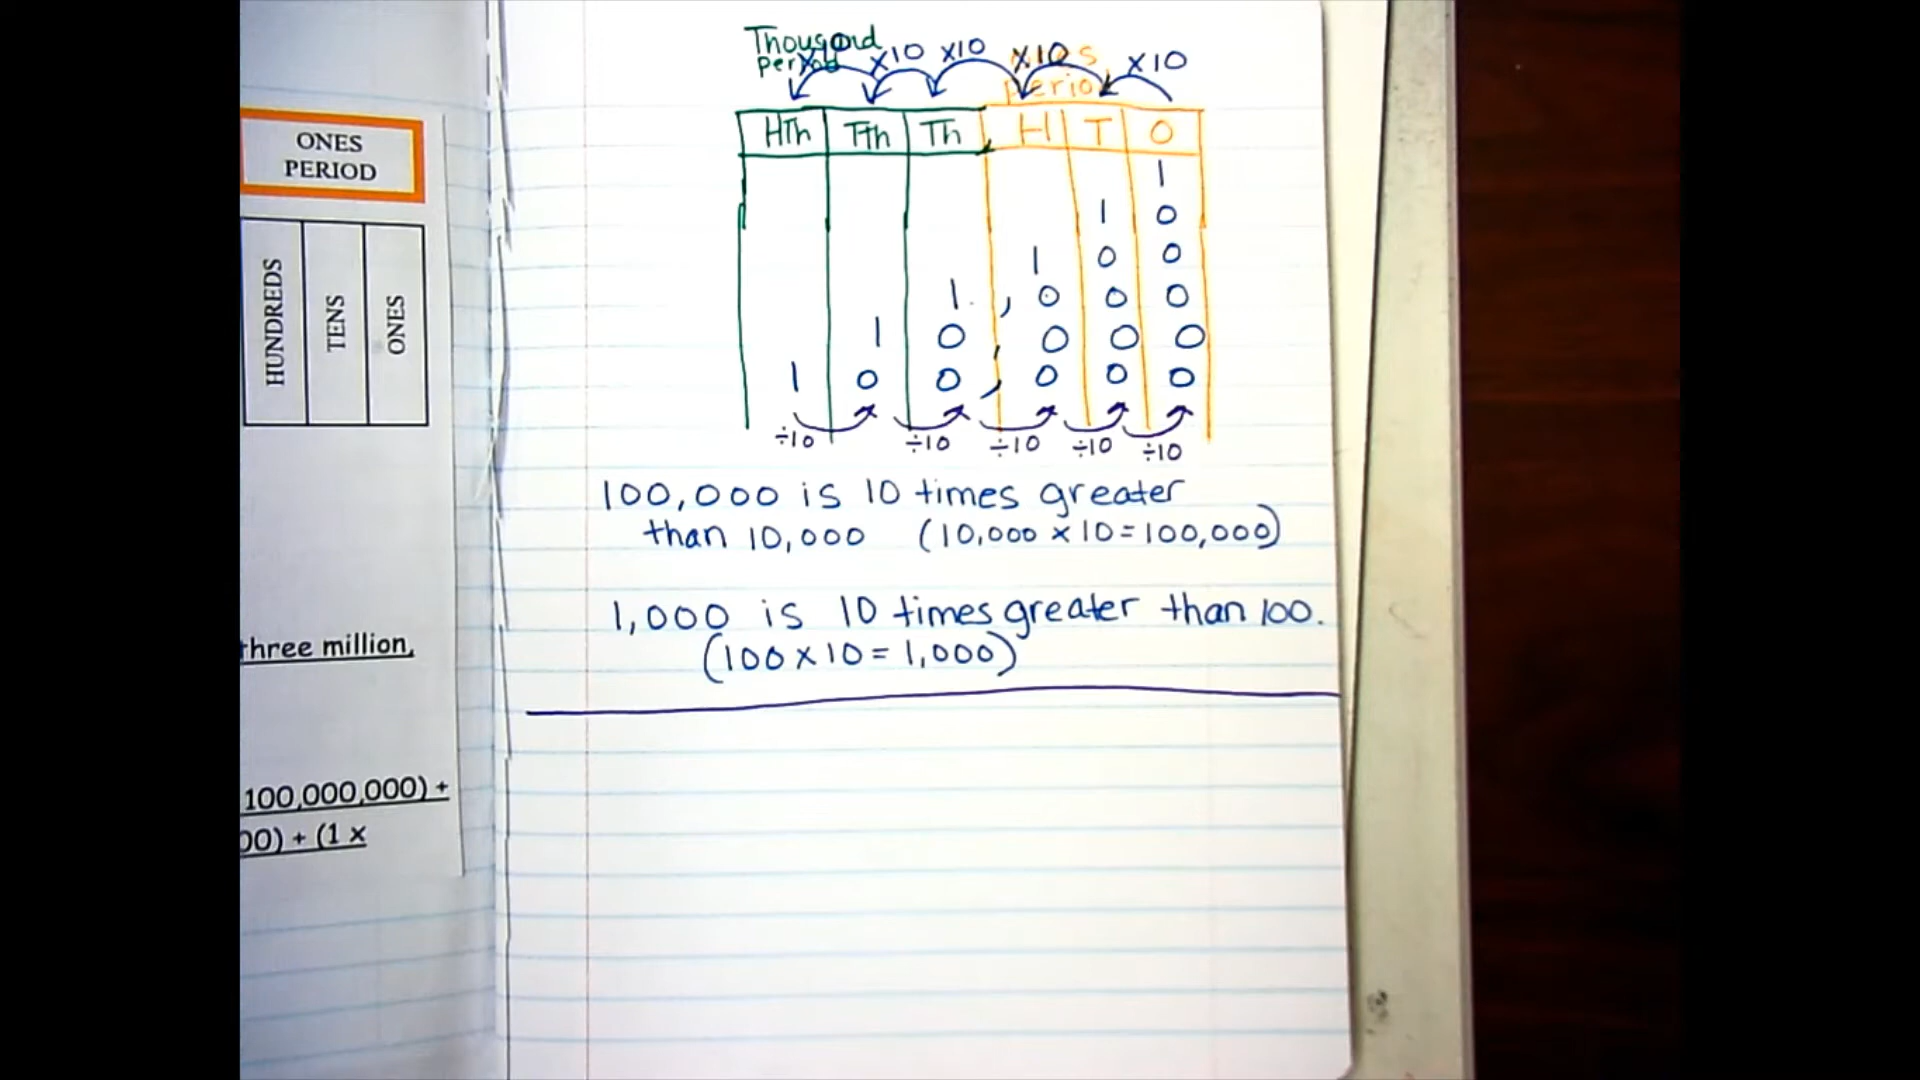 ONES
PERIOD
HUNDREDS
TENS
ONES
three million,
100,000,000) +
00) + (1 x
Thousand
period
period
x10 x10 x10 x10 x10
HTh TTh Th H T O
1
1 0
1 0 0
1 , 0 0 0
1 0 , 0 0 0
1 0 0 , 0 0 0
÷10 ÷10 ÷10 ÷10 ÷10
100,000 is 10 times greater
than 10,000 (10,000 x 10 = 100,000)
1,000 is 10 times greater than 100.
(100 x 10 = 1,000)